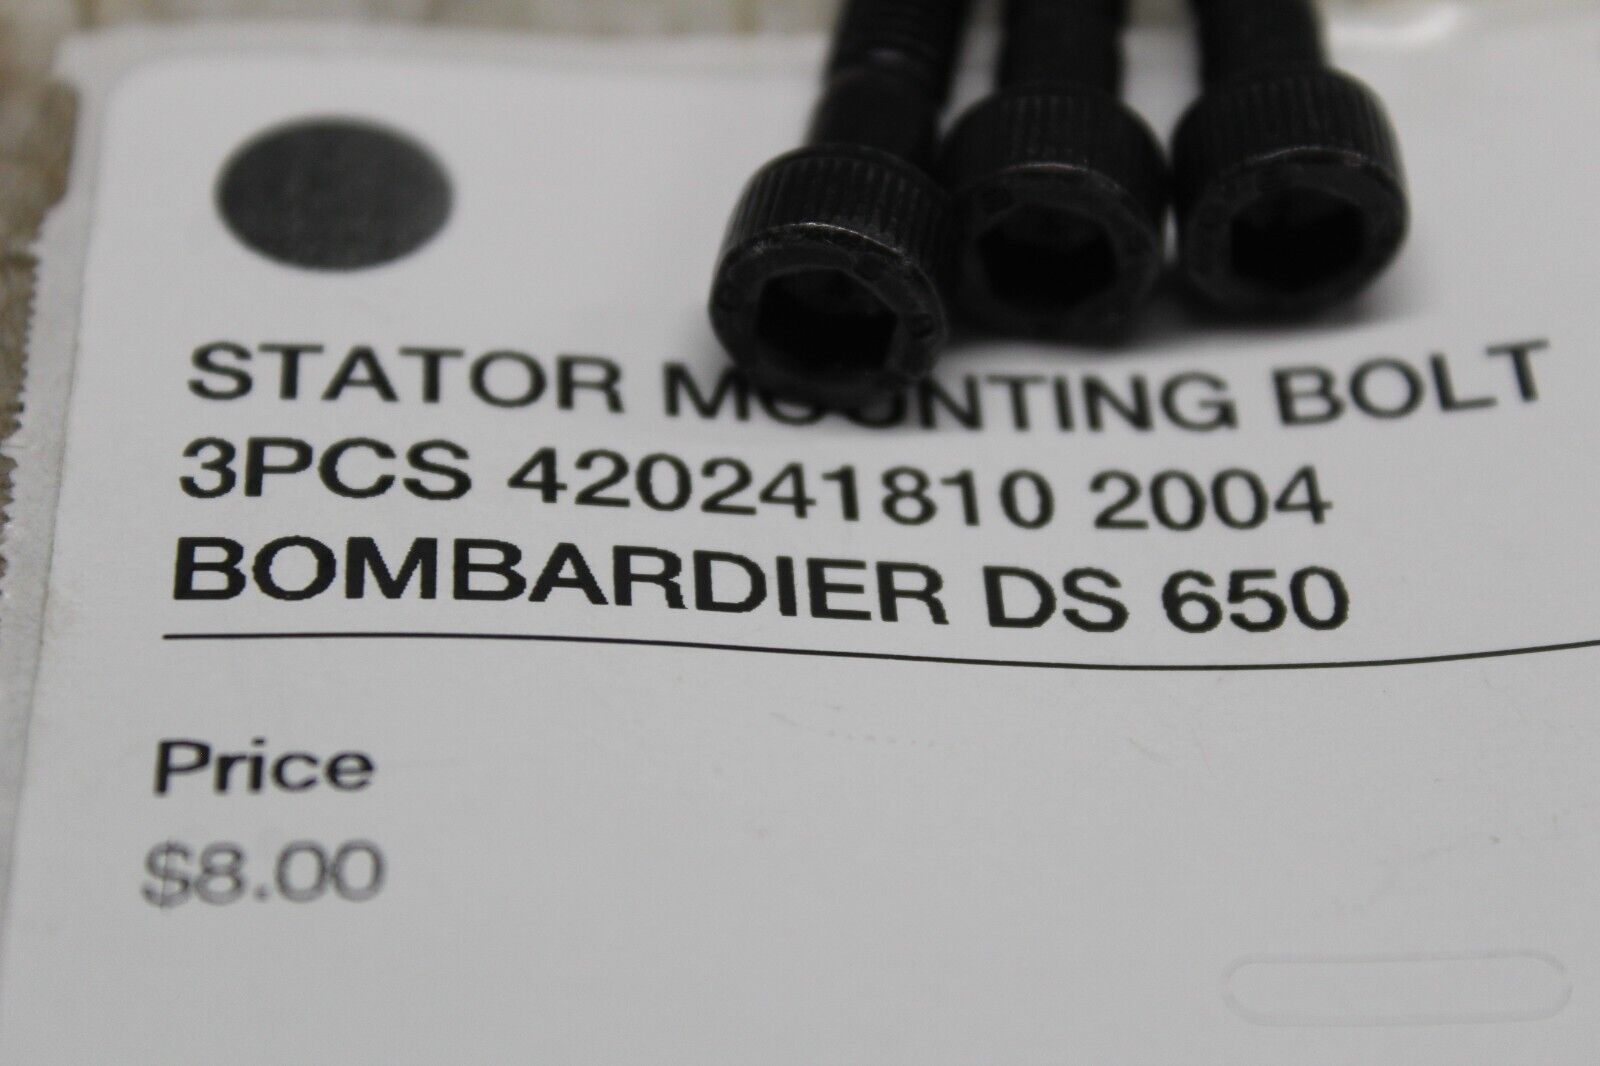 STATOR MOUNTING BOLT
3PCS 420241810 2004
BOMBARDIER DS 650
Price
$8.00